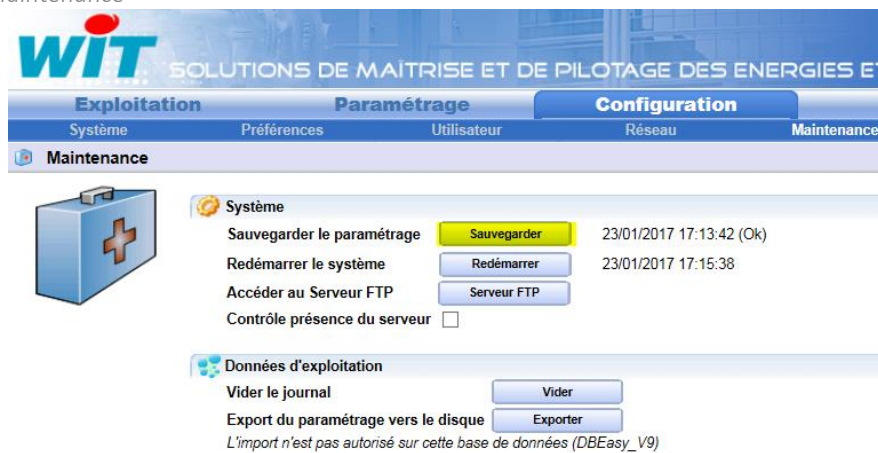 Maintenance
WIT SOLUTIONS DE MAÎTRISE ET DE PILOTAGE DES ENERGIES ET
Exploitation Paramétrage Configuration
Système Préférences Utilisateur Réseau Maintenance
Maintenance
Système
Sauvegarder le paramétrage Sauvegarder 23/01/2017 17:13:42 (Ok)
Redémarrer le système Redémarrer 23/01/2017 17:15:38
Accéder au Serveur FTP Serveur FTP
Contrôle présence du serveur
Données d'exploitation
Vider le journal Vider
Export du paramétrage vers le disque Exporter
L'import n'est pas autorisé sur cette base de données (DBEasy_V9)